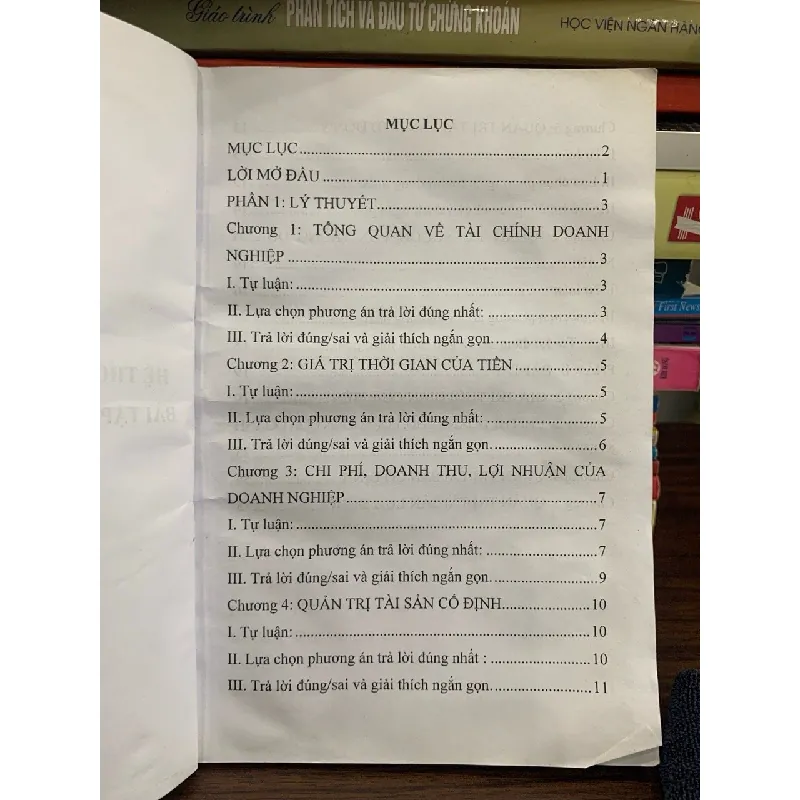 Giáo trình PHÂN TÍCH VÀ ĐẦU TƯ CHỨNG KHOÁN HỌC VIỆN NGÂN HÀNG
MỤC LỤC
MỤC LỤC 2
LỜI MỞ ĐẦU 1
PHẦN 1: LÝ THUYẾT 3
Chương 1: TỔNG QUAN VỀ TÀI CHÍNH DOANH
NGHIỆP 3
I. Tự luận: 3
II. Lựa chọn phương án trả lời đúng nhất: 3
III. Trả lời đúng/sai và giải thích ngắn gọn. 4
Chương 2: GIÁ TRỊ THỜI GIAN CỦA TIỀN 5
I. Tự luận: 5
II. Lựa chọn phương án trả lời đúng nhất: 5
III. Trả lời đúng/sai và giải thích ngắn gọn. 6
Chương 3: CHI PHÍ, DOANH THU, LỢI NHUẬN CỦA
DOANH NGHIỆP 7
I. Tự luận: 7
II. Lựa chọn phương án trả lời đúng nhất: 7
III. Trả lời đúng/sai và giải thích ngắn gọn. 9
Chương 4: QUẢN TRỊ TÀI SẢN CỐ ĐỊNH 10
I. Tự luận: 10
II. Lựa chọn phương án trả lời đúng nhất : 10
III. Trả lời đúng/sai và giải thích ngắn gọn. 11
First News